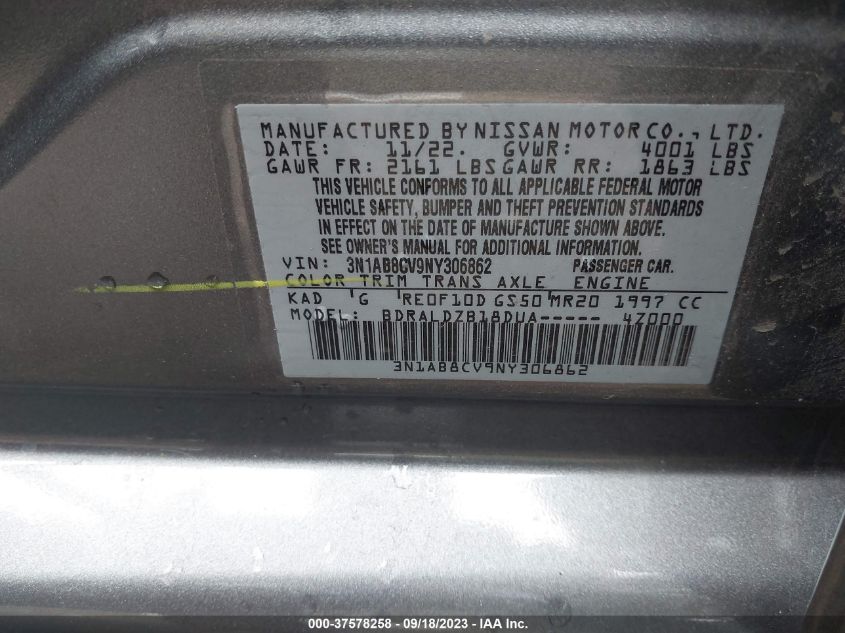 MANUFACTURED BY NISSAN MOTOR CO., LTD.
DATE: 11/22. GVWR: 4001 LBS
GAWR FR: 2161 LBS GAWR RR: 1863 LBS
THIS VEHICLE CONFORMS TO ALL APPLICABLE FEDERAL MOTOR
VEHICLE SAFETY, BUMPER AND THEFT PREVENTION STANDARDS
IN EFFECT ON THE DATE OF MANUFACTURE SHOWN ABOVE.
SEE OWNER'S MANUAL FOR ADDITIONAL INFORMATION.
VIN: 3N1AB8CV9NY306862 PASSENGER CAR.
COLOR TRIM TRANS AXLE ENGINE
KAD G RE0F10D GS50 MR20 1997 CC
MODEL: BDRALDZB18DUA----- 47000
3N1AB8CV9NY306862
000-37578258 - 09/18/2023 - IAA Inc.